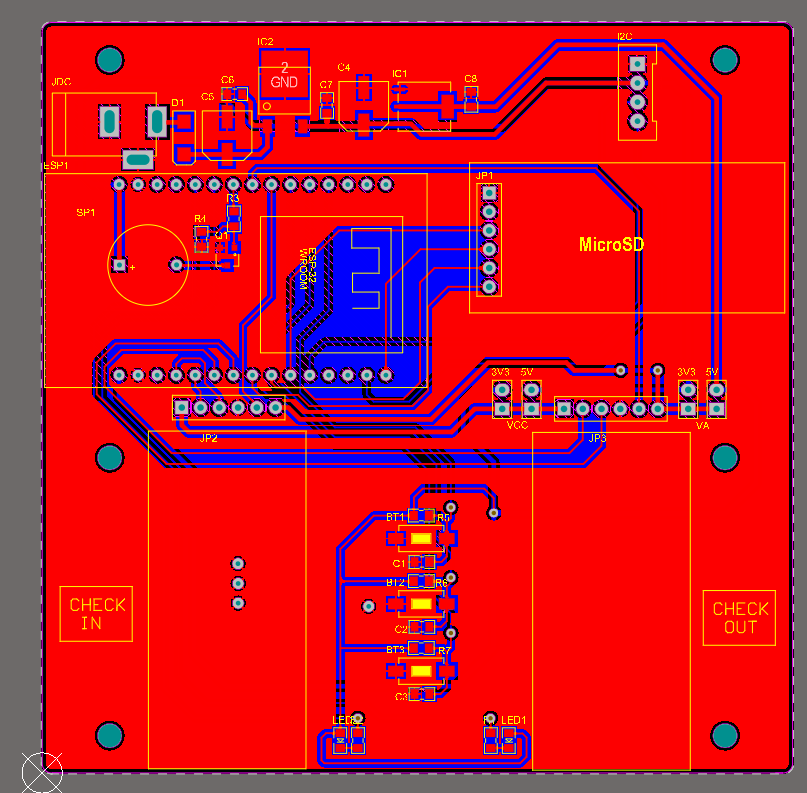 I2C
IC2
2
GND
C6
C7
C4
IC1
C8
JDC
D1
C5
ESP1
JP1
SP1
R3
R4
Q1
+
MicroSD
ESP-32
WROOM
3V3
5V
3V3
5V
VCC
VA
JP2
JP3
BT1
R5
C1
BT2
R6
C2
BT3
R7
C3
CHECK
IN
CHECK
OUT
LED1